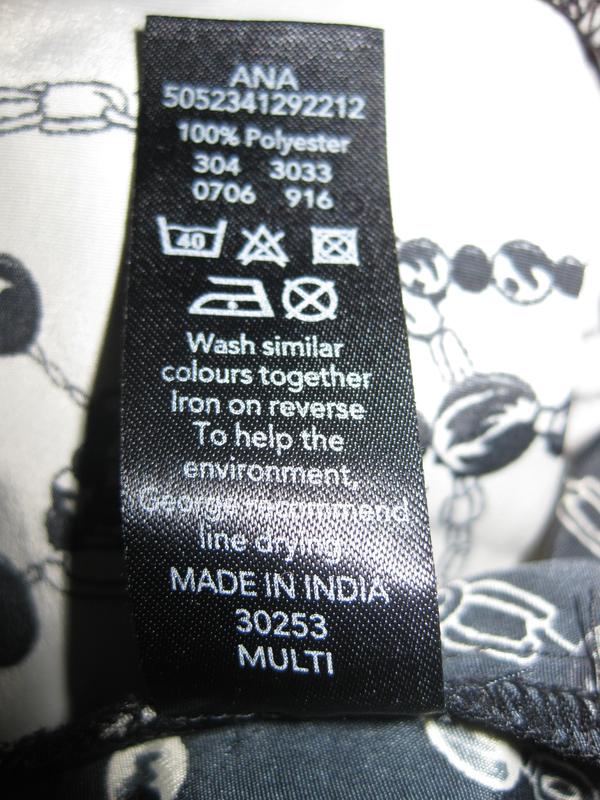 ANA
5052341292212
100% Polyester
304 3033
0706 916
40
Wash similar
colours together
Iron on reverse
To help the
environment,
George recommend
line drying.
MADE IN INDIA
30253
MULTI